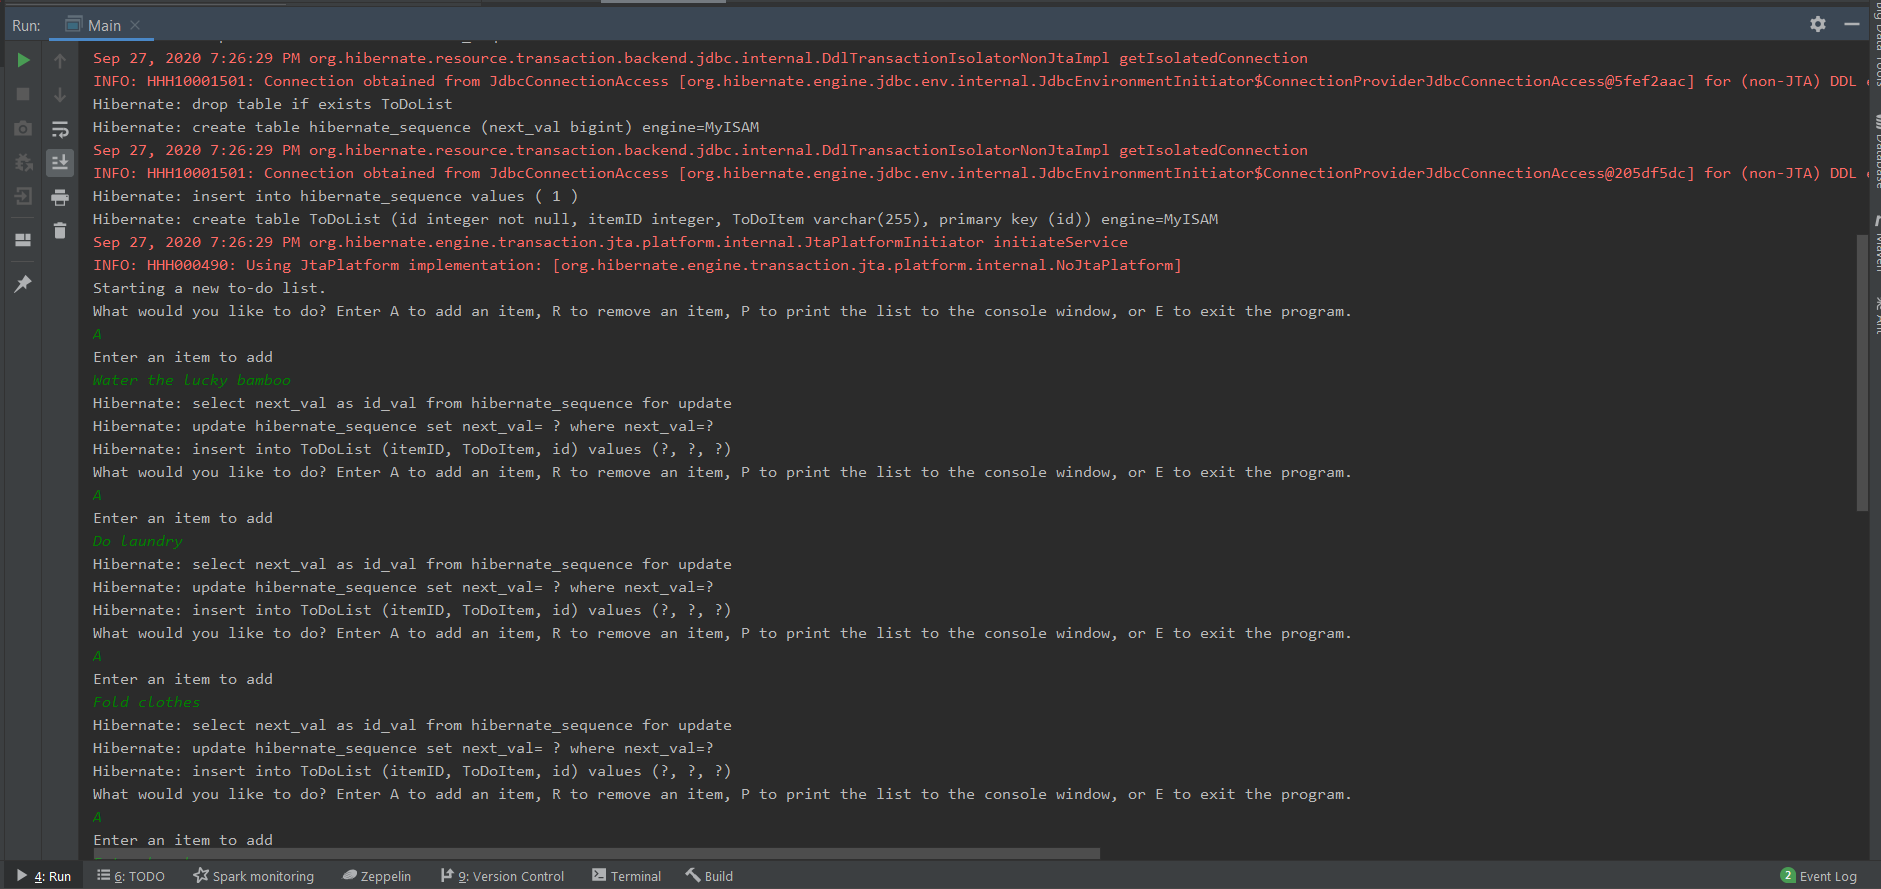 Run: Main
Sep 27, 2020 7:26:29 PM org.hibernate.resource.transaction.backend.jdbc.internal.DdlTransactionIsolatorNonJtaImpl getIsolatedConnection
INFO: HHH10001501: Connection obtained from JdbcConnectionAccess [org.hibernate.engine.jdbc.env.internal.JdbcEnvironmentInitiator$ConnectionProviderJdbcConnectionAccess@5fef2aac] for (non-JTA) DDL
Hibernate: drop table if exists ToDoList
Hibernate: create table hibernate_sequence (next_val bigint) engine=MyISAM
Sep 27, 2020 7:26:29 PM org.hibernate.resource.transaction.backend.jdbc.internal.DdlTransactionIsolatorNonJtaImpl getIsolatedConnection
INFO: HHH10001501: Connection obtained from JdbcConnectionAccess [org.hibernate.engine.jdbc.env.internal.JdbcEnvironmentInitiator$ConnectionProviderJdbcConnectionAccess@205df5dc] for (non-JTA) DDL
Hibernate: insert into hibernate_sequence values ( 1 )
Hibernate: create table ToDoList (id integer not null, itemID integer, ToDoItem varchar(255), primary key (id)) engine=MyISAM
Sep 27, 2020 7:26:29 PM org.hibernate.engine.transaction.jta.platform.internal.JtaPlatformInitiator initiateService
INFO: HHH000490: Using JtaPlatform implementation: [org.hibernate.engine.transaction.jta.platform.internal.NoJtaPlatform]
Starting a new to-do list.
What would you like to do? Enter A to add an item, R to remove an item, P to print the list to the console window, or E to exit the program.
A
Enter an item to add
Water the lucky bamboo
Hibernate: select next_val as id_val from hibernate_sequence for update
Hibernate: update hibernate_sequence set next_val= ? where next_val=?
Hibernate: insert into ToDoList (itemID, ToDoItem, id) values (?, ?, ?)
What would you like to do? Enter A to add an item, R to remove an item, P to print the list to the console window, or E to exit the program.
A
Enter an item to add
Do laundry
Hibernate: select next_val as id_val from hibernate_sequence for update
Hibernate: update hibernate_sequence set next_val= ? where next_val=?
Hibernate: insert into ToDoList (itemID, ToDoItem, id) values (?, ?, ?)
What would you like to do? Enter A to add an item, R to remove an item, P to print the list to the console window, or E to exit the program.
A
Enter an item to add
Fold clothes
Hibernate: select next_val as id_val from hibernate_sequence for update
Hibernate: update hibernate_sequence set next_val= ? where next_val=?
Hibernate: insert into ToDoList (itemID, ToDoItem, id) values (?, ?, ?)
What would you like to do? Enter A to add an item, R to remove an item, P to print the list to the console window, or E to exit the program.
A
Enter an item to add
4: Run 6: TODO Spark monitoring Zeppelin 9: Version Control Terminal Build 2 Event Log